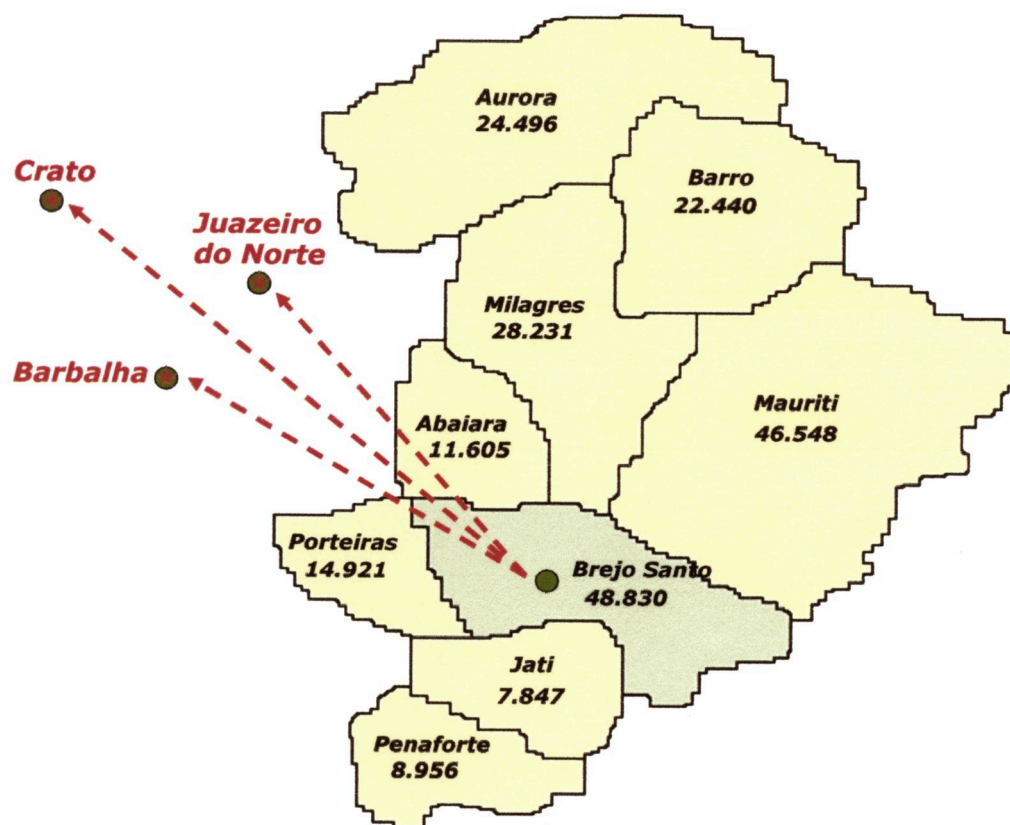 Aurora
24.496
Crato
Barro
22.440
Juazeiro
do Norte
Milagres
28.231
Barbalha
Mauriti
46.548
Abaiara
11.605
Porteiras
14.921
Brejo Santo
48.830
Jati
7.847
Penaforte
8.956